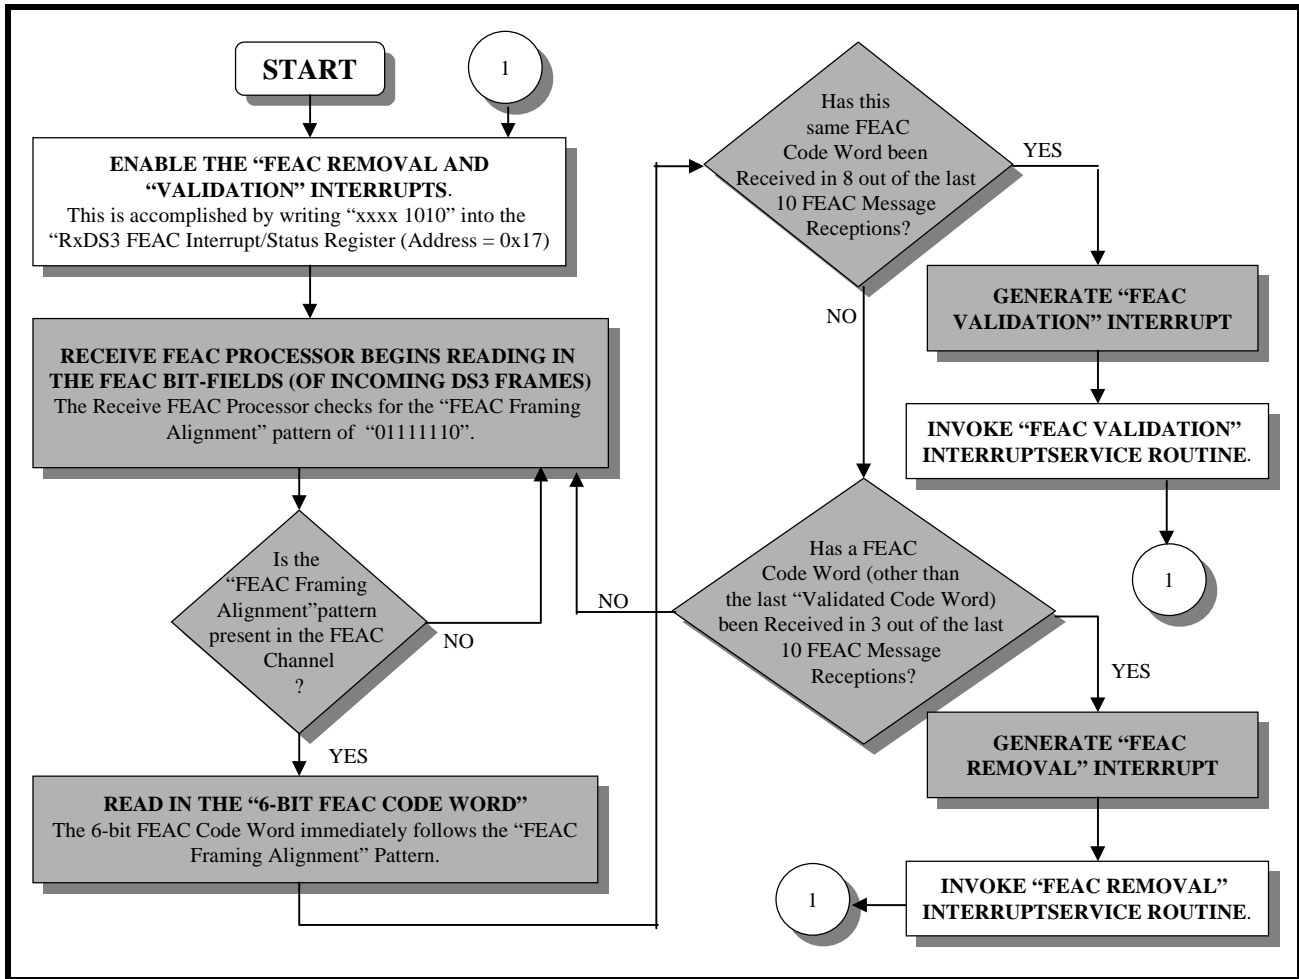 START
1
ENABLE THE “FEAC REMOVAL AND
“VALIDATION” INTERRUPTS.
This is accomplished by writing “xxxx 1010” into the
“RxDS3 FEAC Interrupt/Status Register (Address = 0x17)
RECEIVE FEAC PROCESSOR BEGINS READING IN
THE FEAC BIT-FIELDS (OF INCOMING DS3 FRAMES)
The Receive FEAC Processor checks for the “FEAC Framing
Alignment” pattern of “01111110”.
Is the
“FEAC Framing
Alignment”pattern
present in the FEAC
Channel
?
NO
YES
READ IN THE “6-BIT FEAC CODE WORD”
The 6-bit FEAC Code Word immediately follows the “FEAC
Framing Alignment” Pattern.
Has this
same FEAC
Code Word been
Received in 8 out of the last
10 FEAC Message
Receptions?
YES
NO
GENERATE “FEAC
VALIDATION” INTERRUPT
INVOKE “FEAC VALIDATION”
INTERRUPTSERVICE ROUTINE.
1
Has a FEAC
Code Word (other than
the last “Validated Code Word)
been Received in 3 out of the last
10 FEAC Message
Receptions?
NO
YES
GENERATE “FEAC
REMOVAL” INTERRUPT
INVOKE “FEAC REMOVAL”
INTERRUPTSERVICE ROUTINE.
1